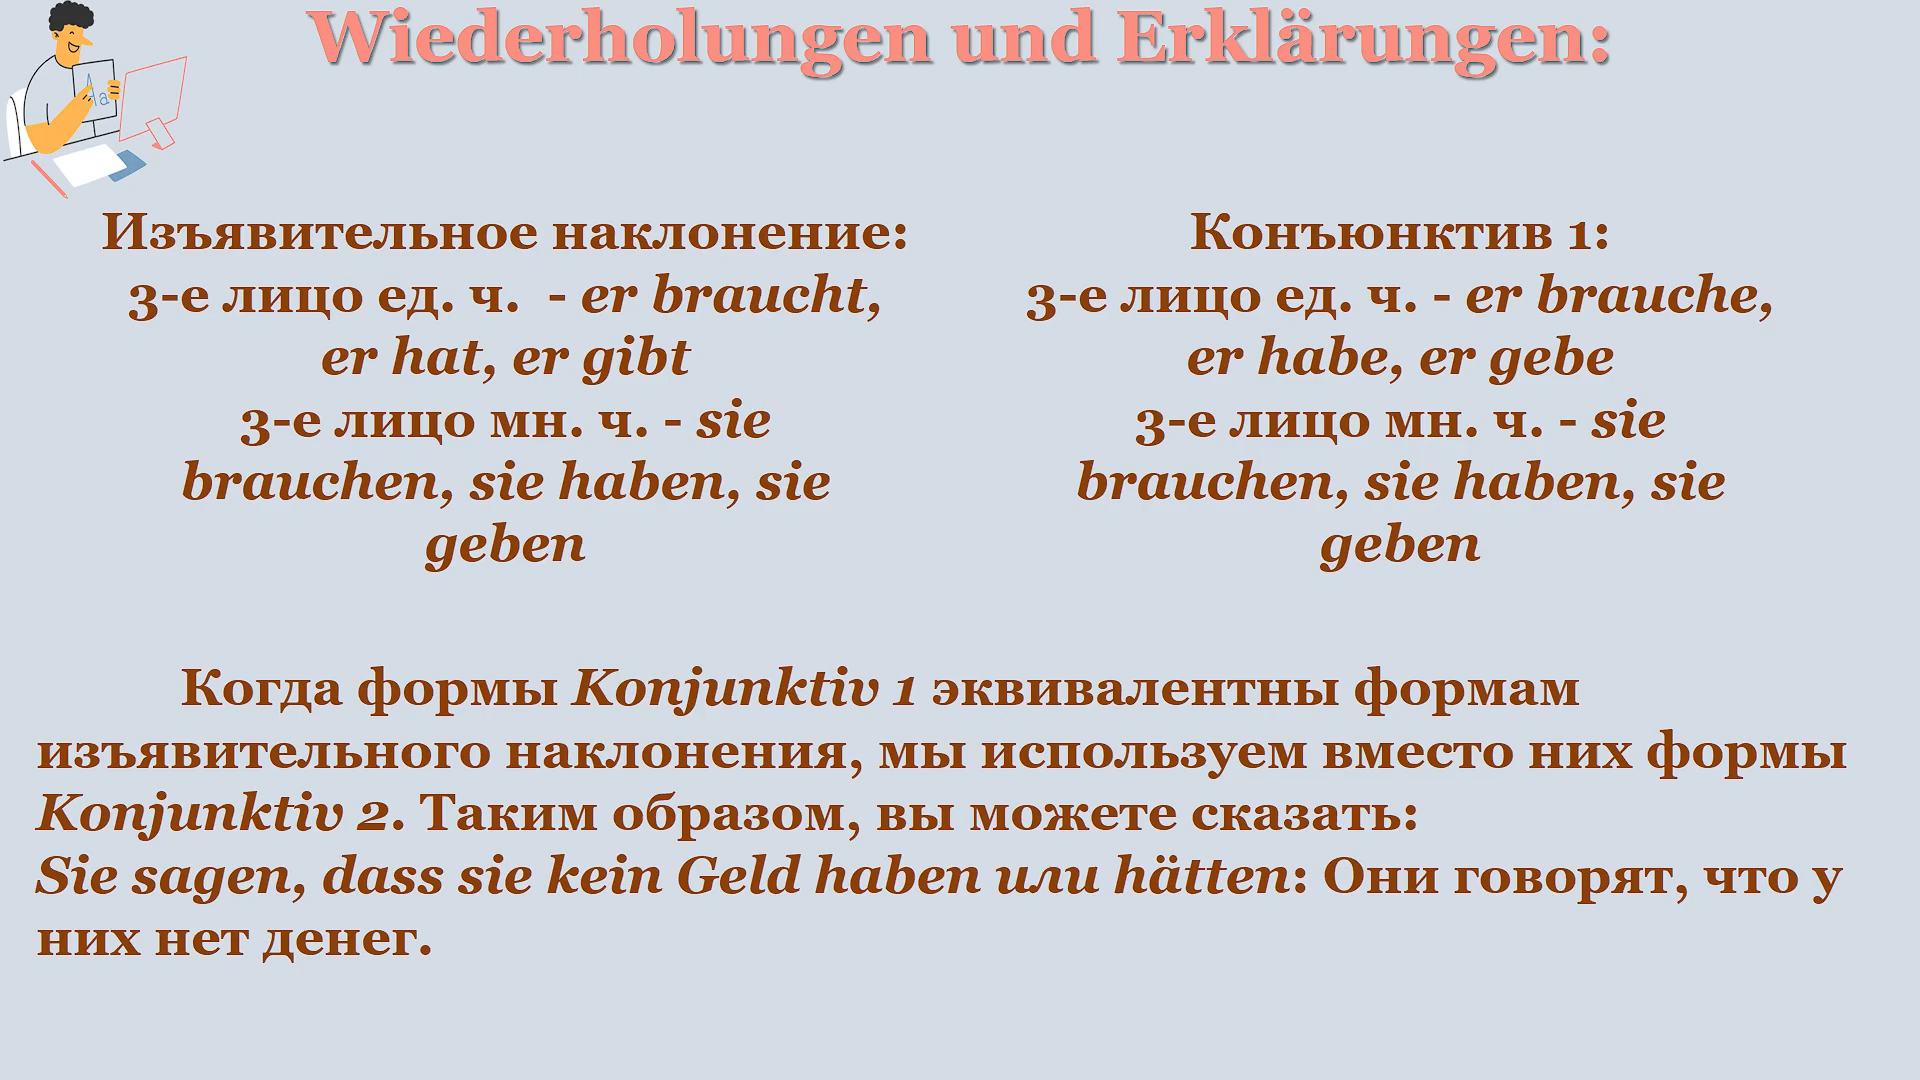 Wiederholungen und Erklärungen:
Изъявительное наклонение:
3-е лицо ед. ч. - er braucht,
er hat, er gibt
3-е лицо мн. ч. - sie
brauchen, sie haben, sie
geben
Конъюнктив 1:
3-е лицо ед. ч. - er brauche,
er habe, er gebe
3-е лицо мн. ч. - sie
brauchen, sie haben, sie
geben
Когда формы Konjunktiv 1 эквивалентны формам
изъявительного наклонения, мы используем вместо них формы
Konjunktiv 2. Таким образом, вы можете сказать:
Sie sagen, dass sie kein Geld haben или hätten: Они говорят, что у
них нет денег.